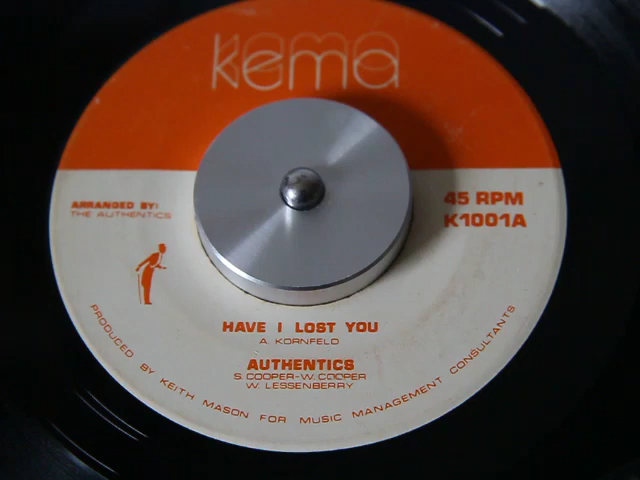 kema
ARRANGED BY:
THE AUTHENTICS
45 RPM
K1001A
HAVE I LOST YOU
A. KORNFELD
AUTHENTICS
S. COOPER-W. COOPER
W. LESSENBERRY
PRODUCED BY KEITH MASON FOR MUSIC MANAGEMENT CONSULTANTS